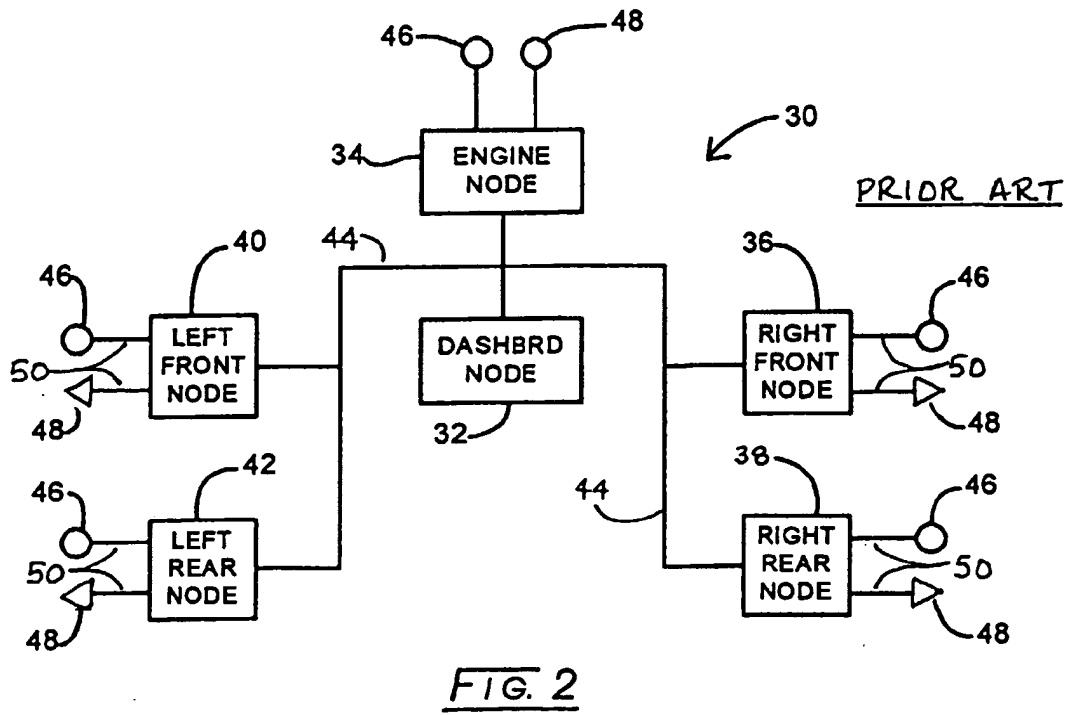 46
48
30
34
ENGINE
NODE
PRIOR ART
44
40
36
46
LEFT
FRONT
NODE
50
48
DASHBRD
NODE
32
RIGHT
FRONT
NODE
46
50
48
42
38
46
LEFT
REAR
NODE
50
48
44
RIGHT
REAR
NODE
46
50
48
FIG. 2